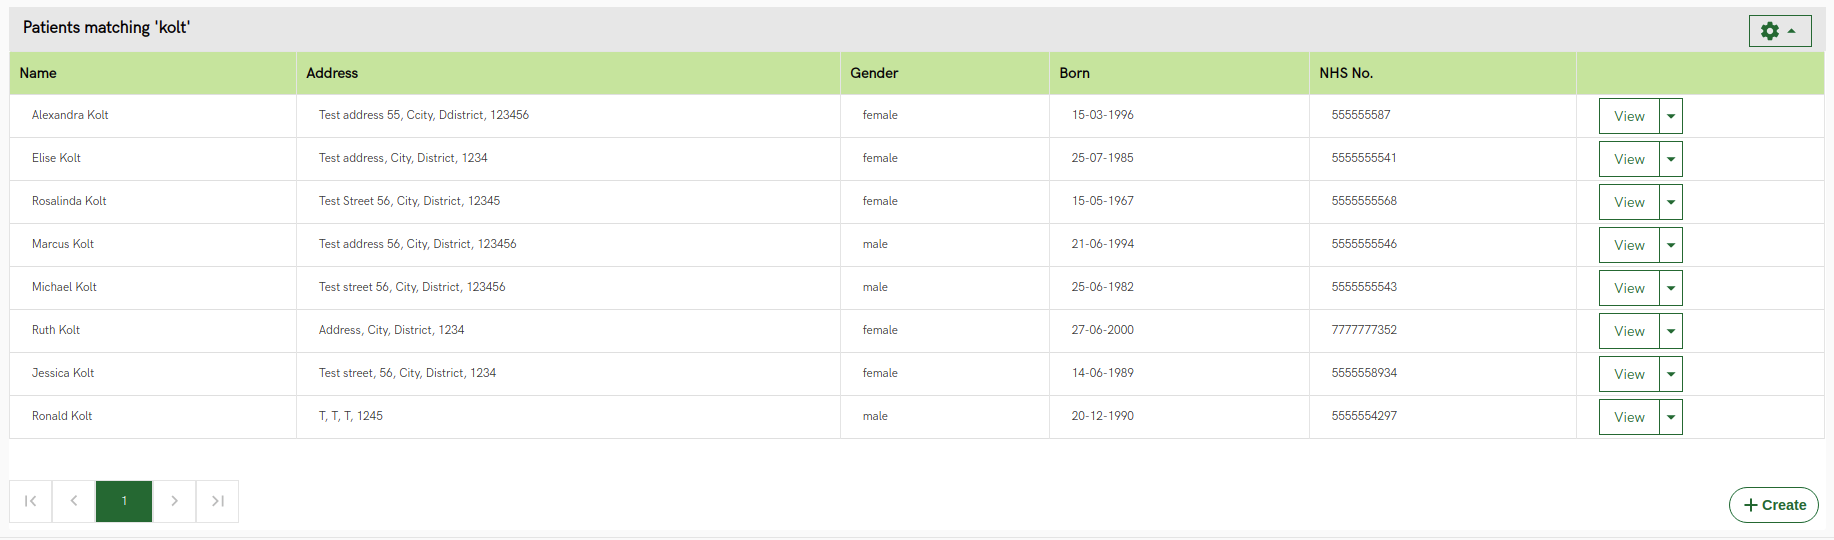 Patients matching 'kolt'
Name Address Gender Born NHS No.
Alexandra Kolt Test address 55, Ccity, Ddistrict, 123456 female 15-03-1996 555555587 View
Elise Kolt Test address, City, District, 1234 female 25-07-1985 5555555541 View
Rosalinda Kolt Test Street 56, City, District, 12345 female 15-05-1967 5555555568 View
Marcus Kolt Test address 56, City, District, 123456 male 21-06-1994 5555555546 View
Michael Kolt Test street 56, City, District, 123456 male 25-06-1982 5555555543 View
Ruth Kolt Address, City, District, 1234 female 27-06-2000 7777777352 View
Jessica Kolt Test street, 56, City, District, 1234 female 14-06-1989 5555558934 View
Ronald Kolt T, T, T, 1245 male 20-12-1990 5555554297 View
1
+ Create